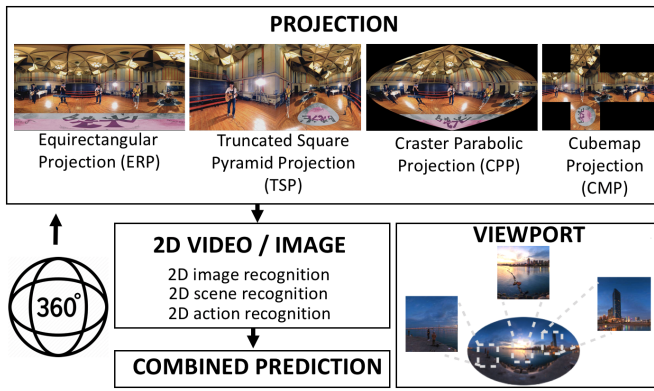 PROJECTION
Equirectangular
Projection (ERP)
Truncated Square
Pyramid Projection
(TSP)
Craster Parabolic
Projection (CPP)
Cubemap
Projection
(CMP)
2D VIDEO / IMAGE
2D image recognition
2D scene recognition
2D action recognition
VIEWPORT
360°
COMBINED PREDICTION